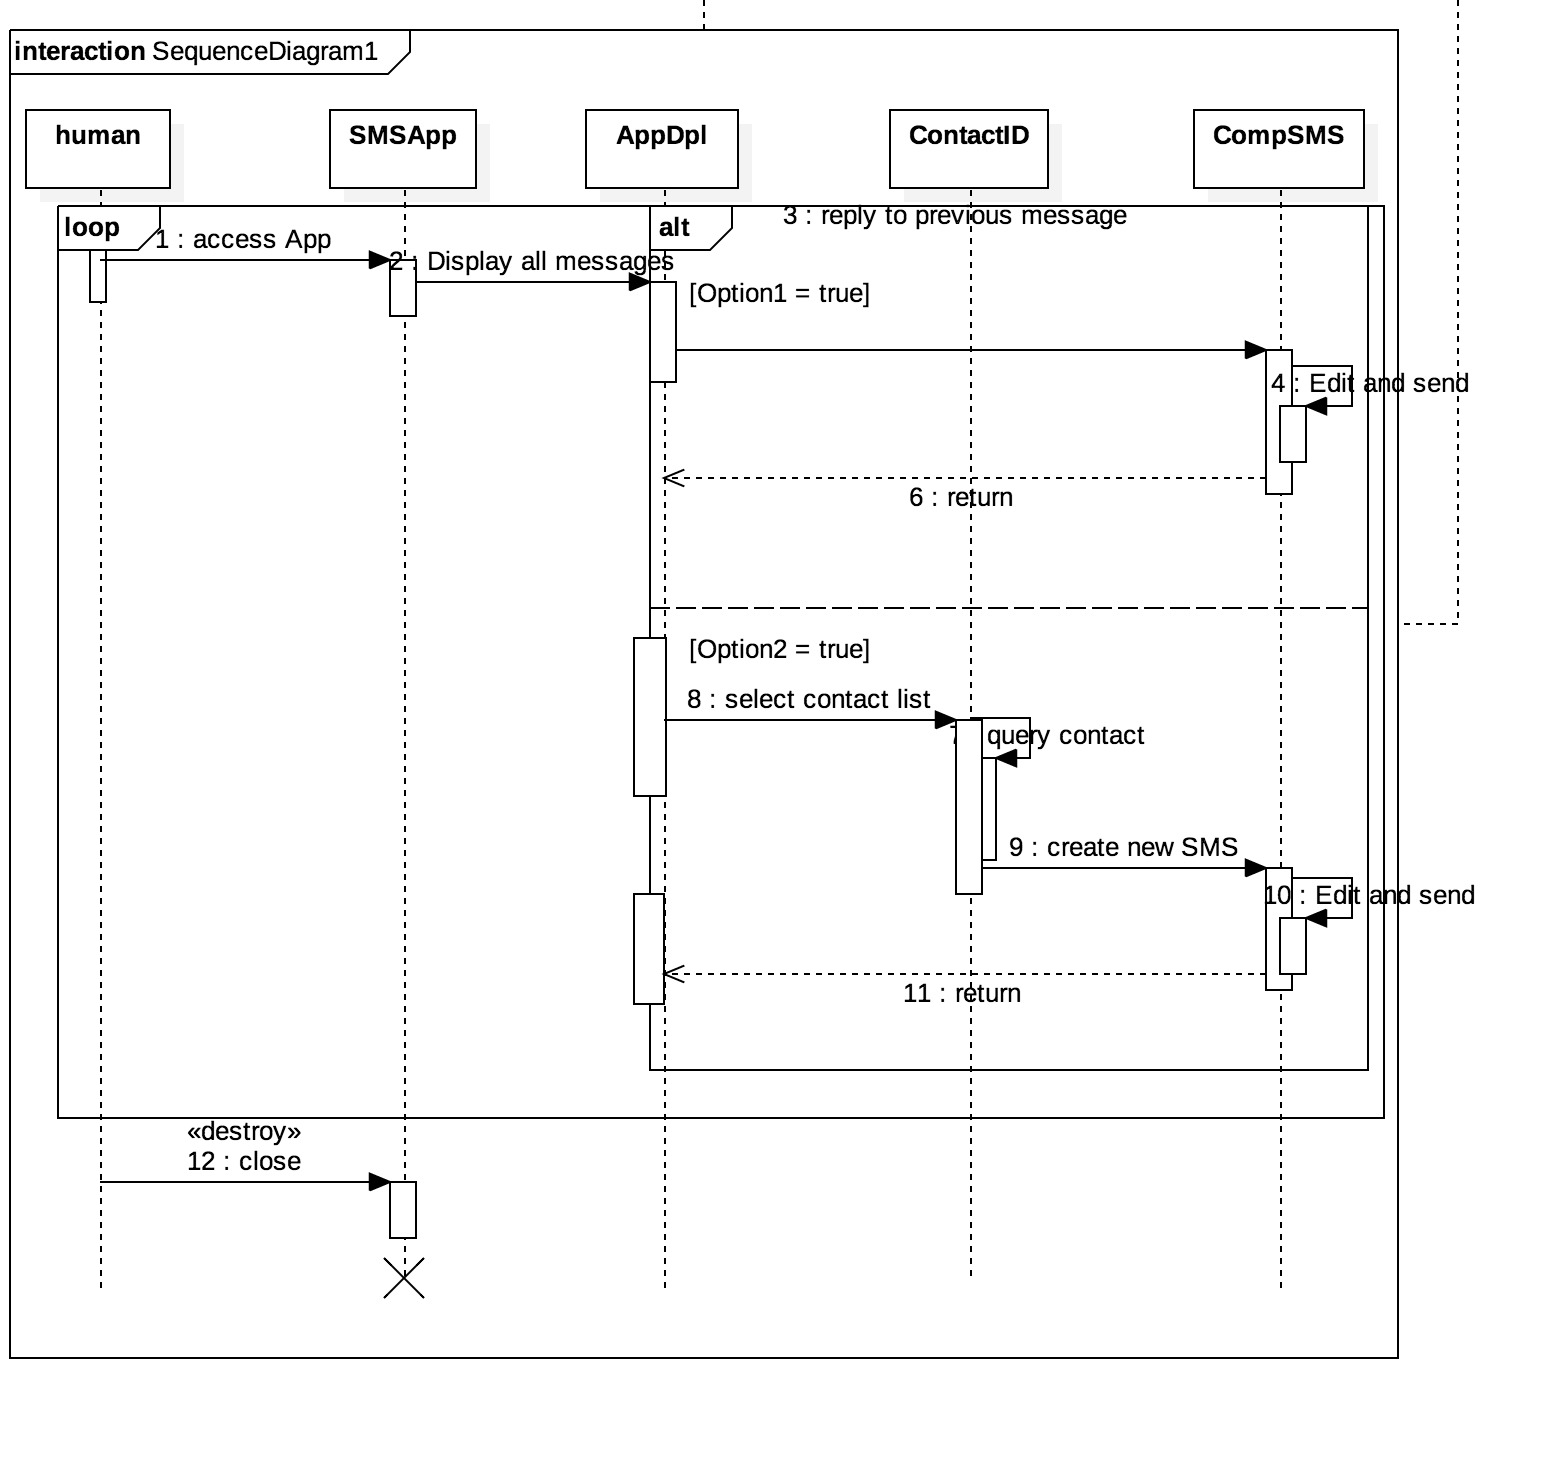 interaction SequenceDiagram1
human
SMSApp
AppDpl
ContactID
CompSMS
loop
alt
3 : reply to previous message
1 : access App
2 : Display all messages
[Option1 = true]
4 : Edit and send
6 : return
[Option2 = true]
8 : select contact list
query contact
9 : create new SMS
10 : Edit and send
11 : return
«destroy»
12 : close